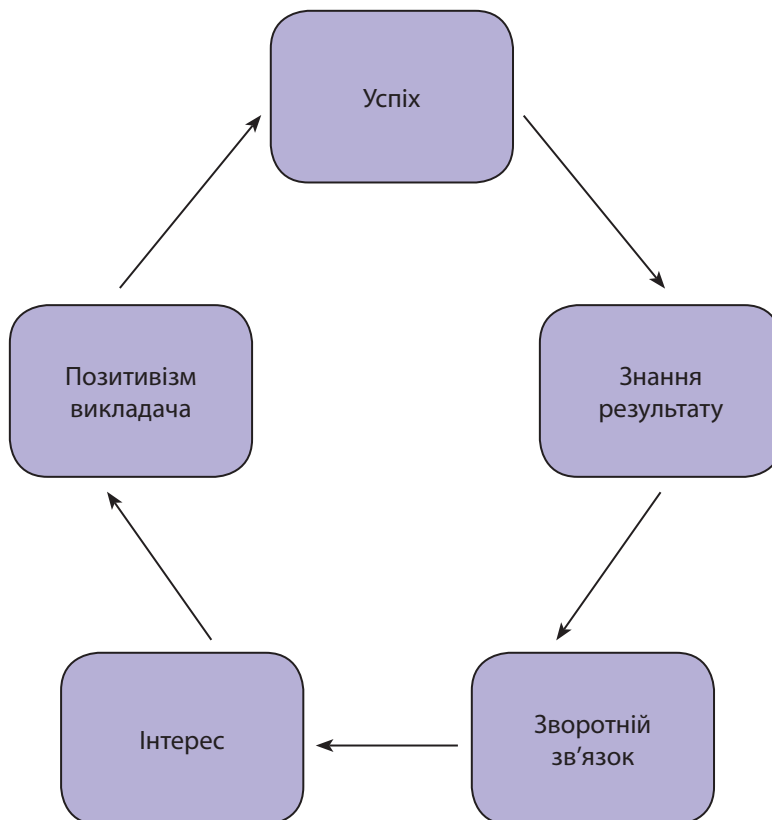 Успіх
Знання
результату
Зворотній
зв’язок
Інтерес
Позитивізм
викладача